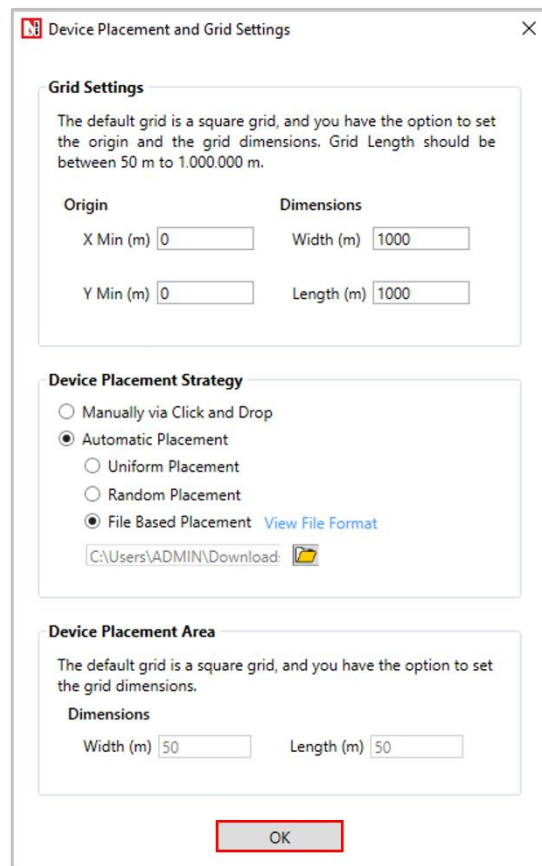 Device Placement and Grid Settings
Grid Settings
The default grid is a square grid, and you have the option to set
the origin and the grid dimensions. Grid Length should be
between 50 m to 1.000.000 m.
Origin Dimensions
X Min (m) 0 Width (m) 1000
Y Min (m) 0 Length (m) 1000
Device Placement Strategy
Manually via Click and Drop
Automatic Placement
Uniform Placement
Random Placement
File Based Placement View File Format
C:\Users\ADMIN\Download
Device Placement Area
The default grid is a square grid, and you have the option to set
the grid dimensions.
Dimensions
Width (m) 50 Length (m) 50
OK